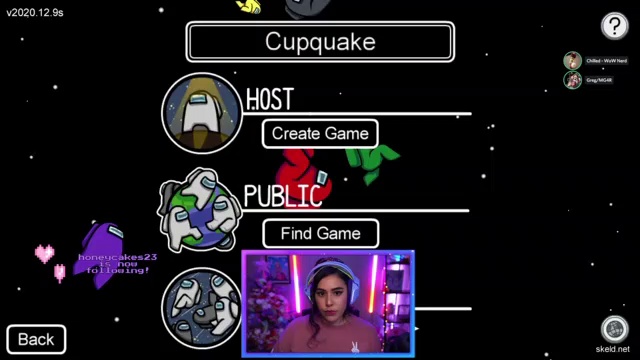 v2020.12.9s
Cupquake
?
Chilled - WoW Nerd
Greg/MG4R
HOST
Create Game
PUBLIC
Find Game
honeycakes23
is now
following!
Back
skeld.net